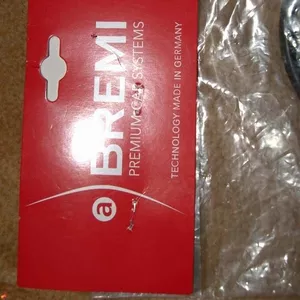 a BREMI
PREMIUM CAR SYSTEMS
TECHNOLOGY MADE IN GERMANY